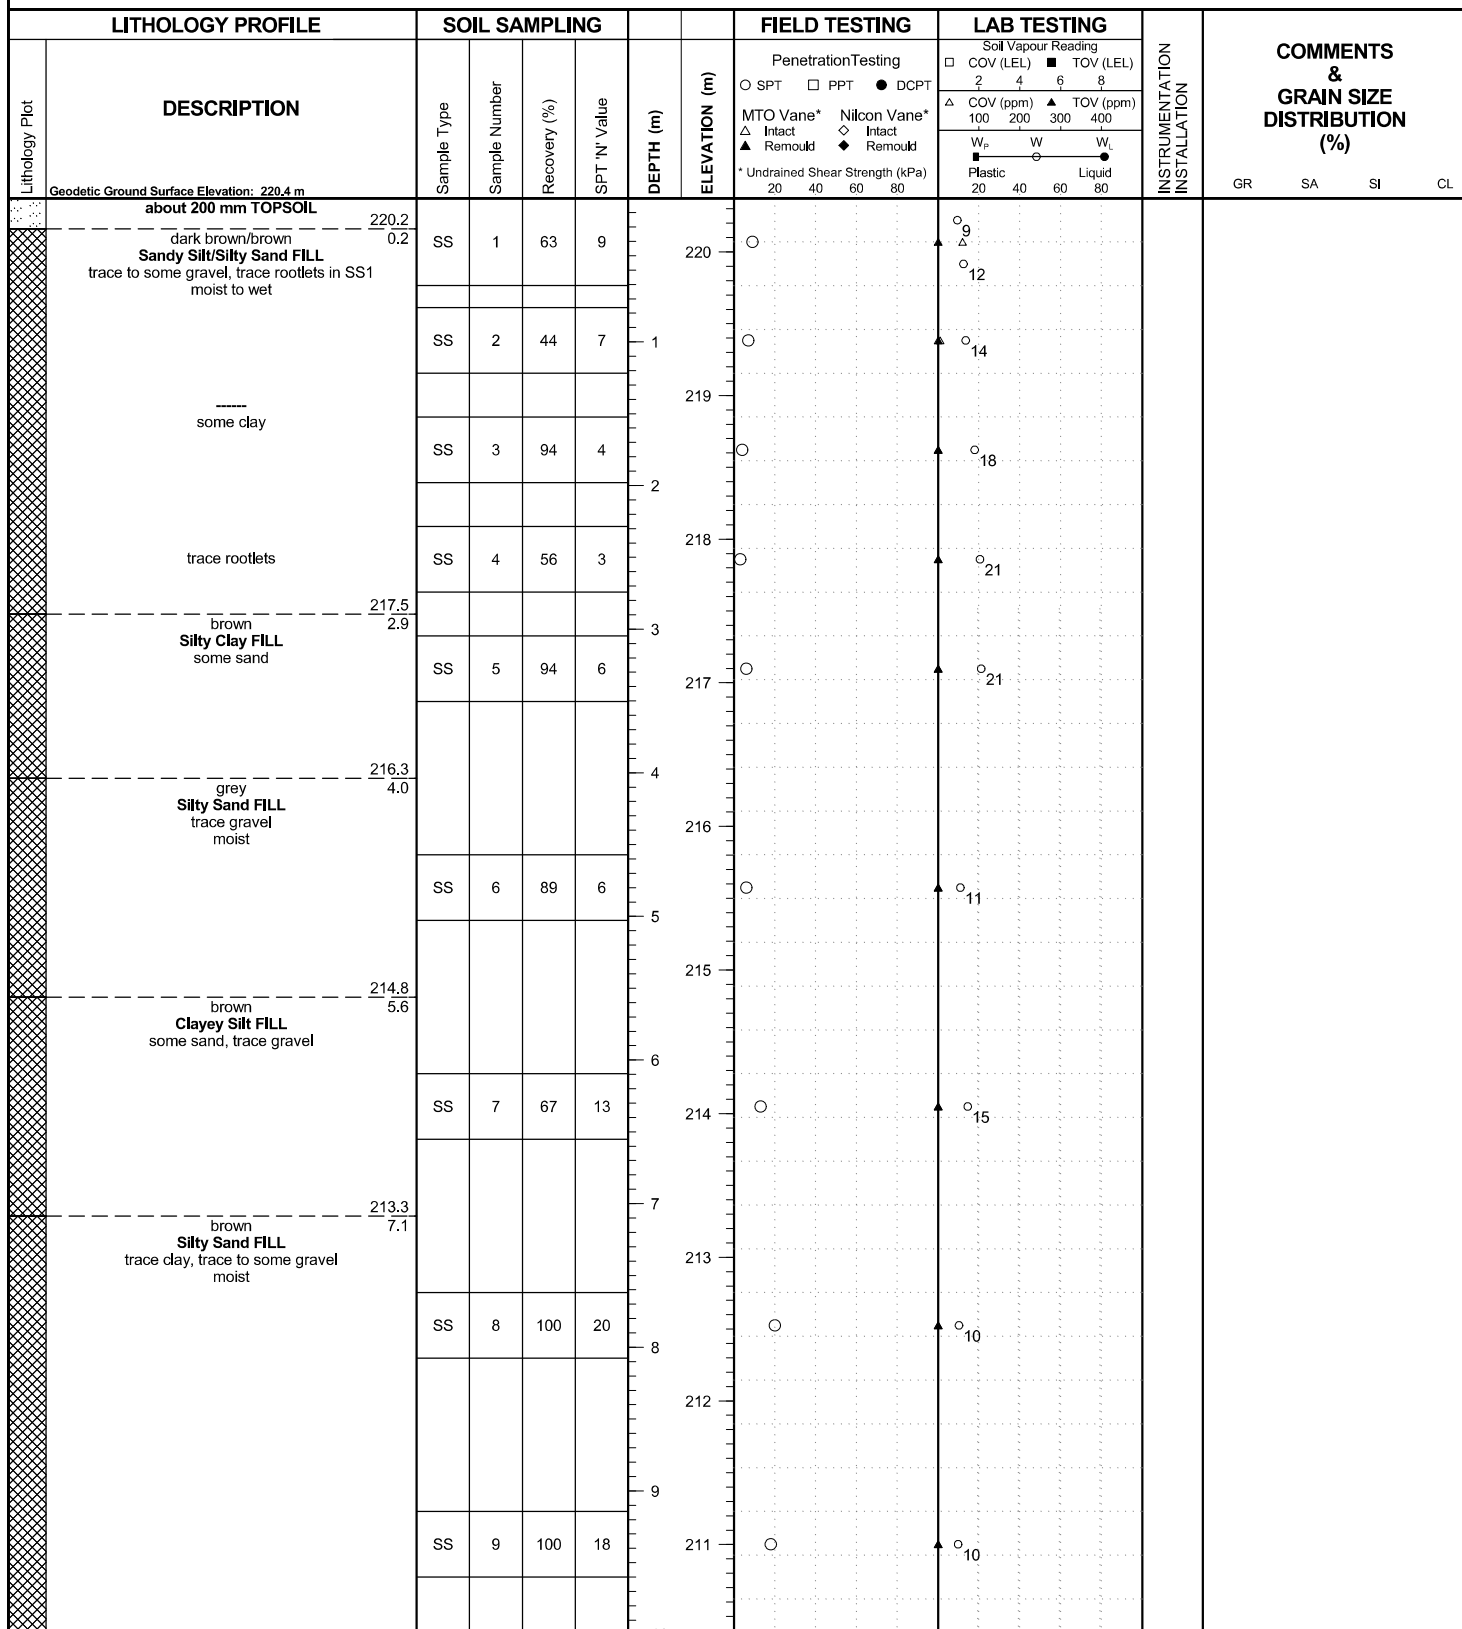 LITHOLOGY PROFILE
SOIL SAMPLING
FIELD TESTING
LAB TESTING
Lithology Plot
DESCRIPTION
Geodetic Ground Surface Elevation: 220.4 m
Sample Type
Sample Number
Recovery (%)
SPT 'N' Value
DEPTH (m)
ELEVATION (m)
PenetrationTesting
SPT PPT DCPT
MTO Vane* Nilcon Vane*
Intact Intact
Remould Remould
* Undrained Shear Strength (kPa)
20 40 60 80
Soil Vapour Reading
COV (LEL) TOV (LEL)
2 4 6 8
COV (ppm) TOV (ppm)
100 200 300 400
WP W WL
Plastic Liquid
20 40 60 80
INSTRUMENTATION
INSTALLATION
COMMENTS
&
GRAIN SIZE
DISTRIBUTION
(%)
GR SA SI CL
about 200 mm TOPSOIL
220.2
0.2
dark brown/brown
Sandy Silt/Silty Sand FILL
trace to some gravel, trace rootlets in SS1
moist to wet
SS 1 63 9
220
9
12
SS 2 44 7
1
14
------
some clay
219
SS 3 94 4
18
2
218
trace rootlets
SS 4 56 3
21
217.5
2.9
brown
Silty Clay FILL
some sand
3
SS 5 94 6
217
21
216.3
4.0
grey
Silty Sand FILL
trace gravel
moist
4
216
SS 6 89 6
11
5
215
214.8
5.6
brown
Clayey Silt FILL
some sand, trace gravel
6
SS 7 67 13
214
15
213.3
7.1
brown
Silty Sand FILL
trace clay, trace to some gravel
moist
7
213
SS 8 100 20
10
8
212
9
SS 9 100 18
211
10